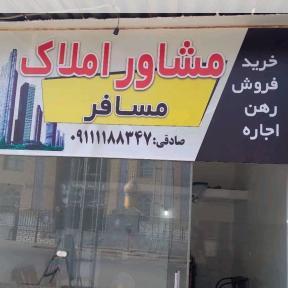 مشاور املاک
مسافر
صادقی: ۰۹۱۱۱۱۸۸۳۴۷
خرید
فروش
رهن
اجاره